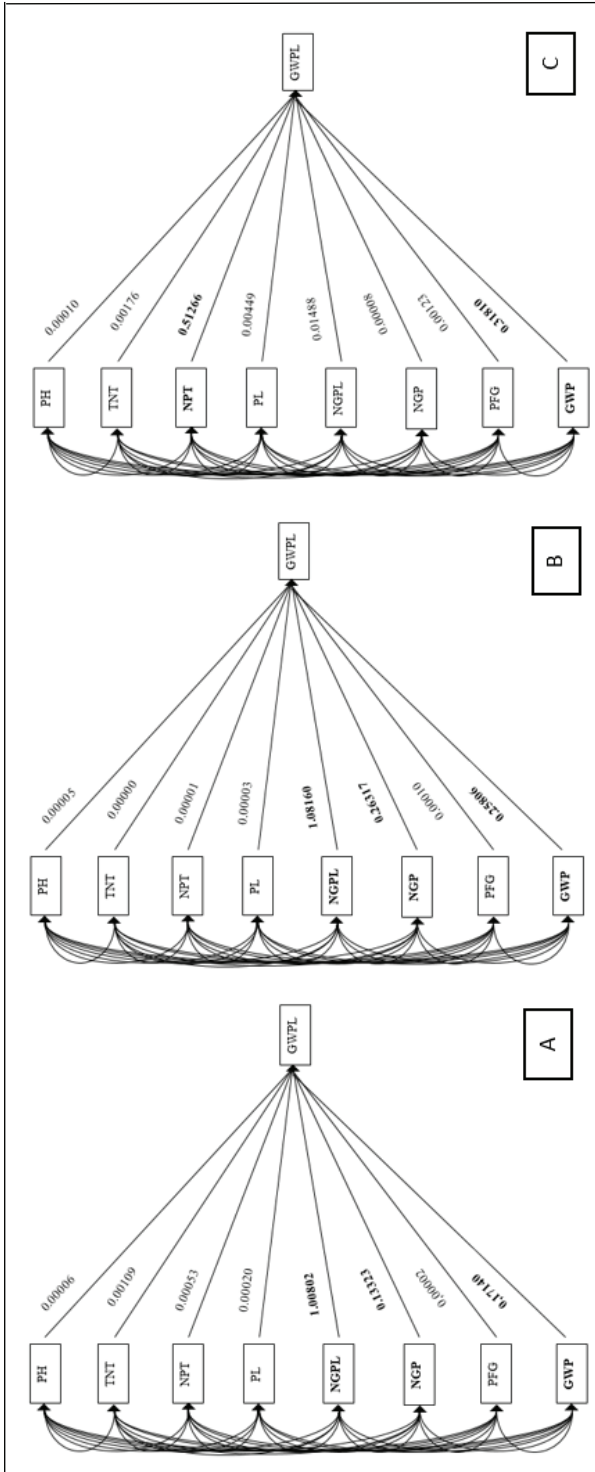 PH
TNT
NPT
PL
NGPL
NGP
PFG
GWP
0.00006
0.00109
0.00053
0.00020
1.00802
0.13323
0.00002
0.17140
GWPL
A
PH
TNT
NPT
PL
NGPL
NGP
PFG
GWP
0.00005
0.00000
0.00001
0.00003
1.08160
0.26317
0.00010
0.25806
GWPL
B
PH
TNT
NPT
PL
NGPL
NGP
PFG
GWP
0.00010
0.00176
0.51266
0.00449
0.01488
0.00008
0.00123
0.31810
GWPL
C